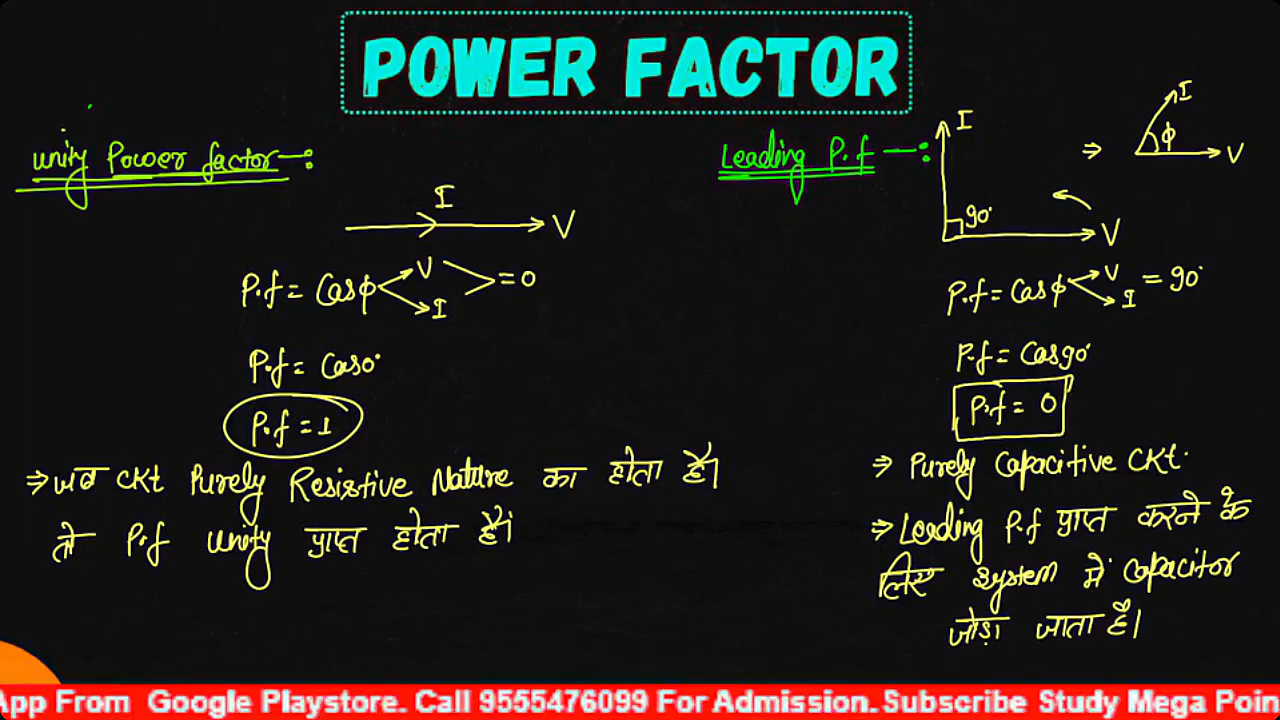 POWER FACTOR
Unity Power factor -:
I
V
P.f = Cosφ < V I > = 0
P.f = Cos0°
P.f = 1
⇒ जब CKt Purely Resistive Nature का होता है।
तो P.f Unity प्राप्त होता है।
Leading P.f -:
I
90°
V
⇒
I
φ
V
P.f = Cosφ < V I = 90°
P.f = Cos90°
P.f = 0
⇒ Purely Capacitive CKt.
⇒ Leading P.f प्राप्त करने के
लिए System में Capacitor
जोड़ा जाता है।
App From Google Playstore. Call 9555476099 For Admission. Subscribe Study Mega Poin